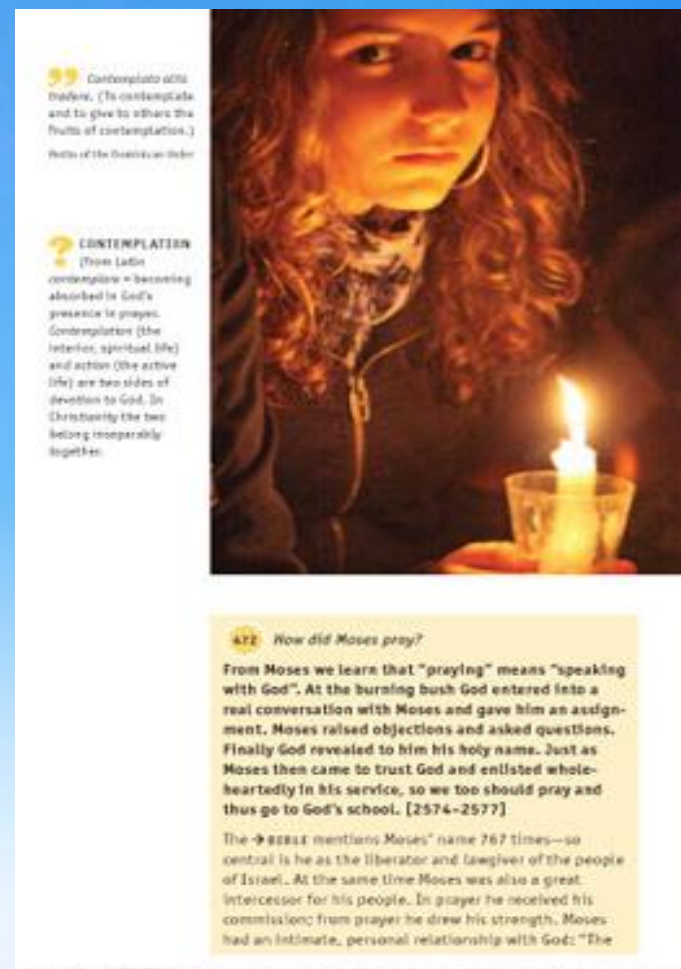 Contemplata aliis
tradere. (To contemplate
and to give to others the
fruits of contemplation.)
Motto of the Dominican Order
? CONTEMPLATION
(from Latin
= becoming
absorbed in God's
presence in prayer.
Contemplation (the
interior, spiritual life)
and action (the active
life) are two sides of
devotion to God. In
Christianity the two
belong inseparably
together.
472 How did Moses pray?
From Moses we learn that "praying" means "speaking
with God". At the burning bush God entered into a
real conversation with Moses and gave him an assign-
ment. Moses raised objections and asked questions.
Finally God revealed to him his holy name. Just as
Moses then came to trust God and enlisted whole-
heartedly in his service, so we too should pray and
thus go to God's school. [2574–2577]
The → BIBLE mentions Moses' name 767 times—so
central is he as the liberator and lawgiver of the people
of Israel. At the same time Moses was also a great
intercessor for his people. In prayer he received his
commission; from prayer he drew his strength. Moses
had an intimate, personal relationship with God: "The